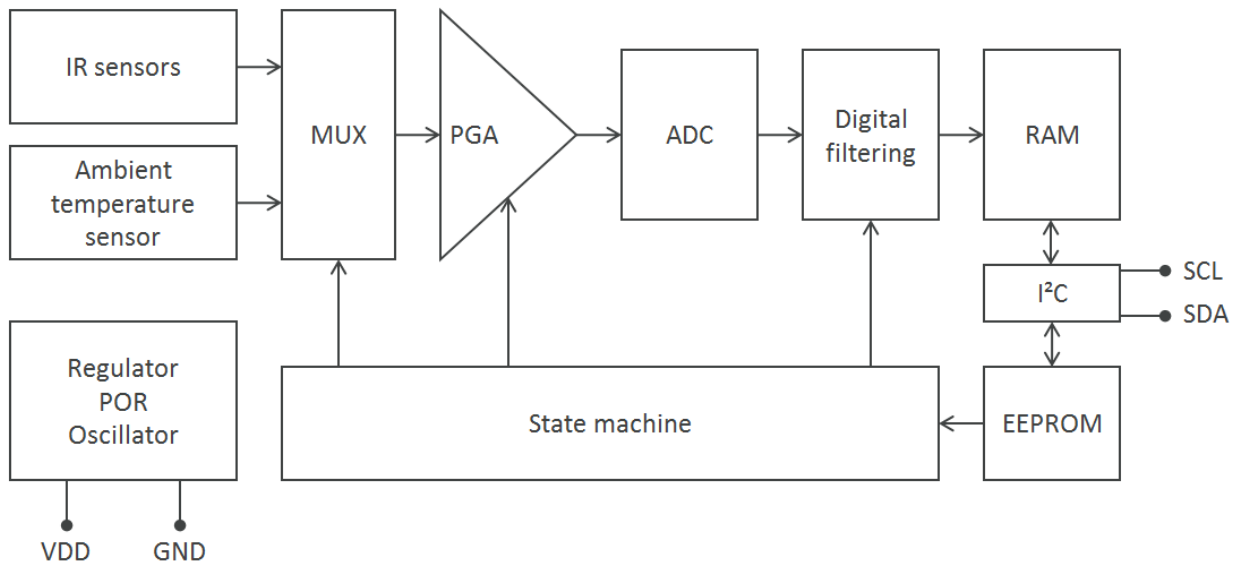 IR sensors
Ambient
temperature
sensor
MUX
PGA
ADC
Digital
filtering
RAM
I²C
SCL
SDA
Regulator
POR
Oscillator
State machine
EEPROM
VDD
GND